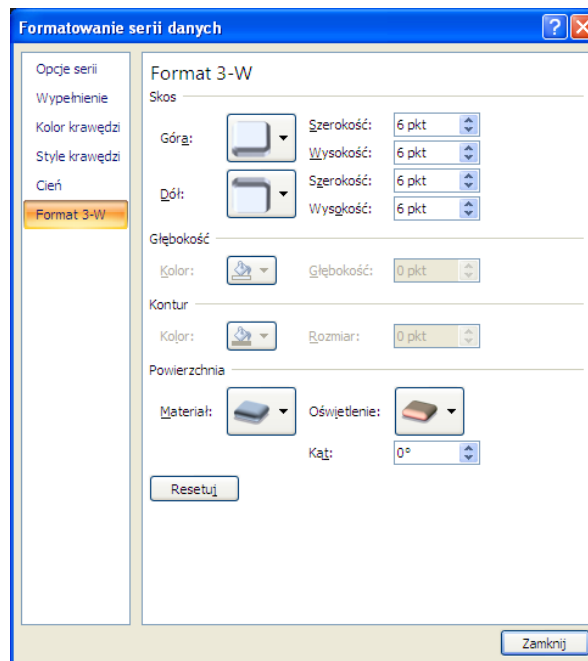 Formatowanie serii danych
Opcje serii
Wypełnienie
Kolor krawędzi
Style krawędzi
Cień
Format 3-W
Format 3-W
Skos
Góra:
Szerokość: 6 pkt
Wysokość: 6 pkt
Dół:
Szerokość: 6 pkt
Wysokość: 6 pkt
Głębokość
Kolor: Głębokość: 0 pkt
Kontur
Kolor: Rozmiar: 0 pkt
Powierzchnia
Materiał: Oświetlenie:
Kąt: 0°
Resetuj
Zamknij